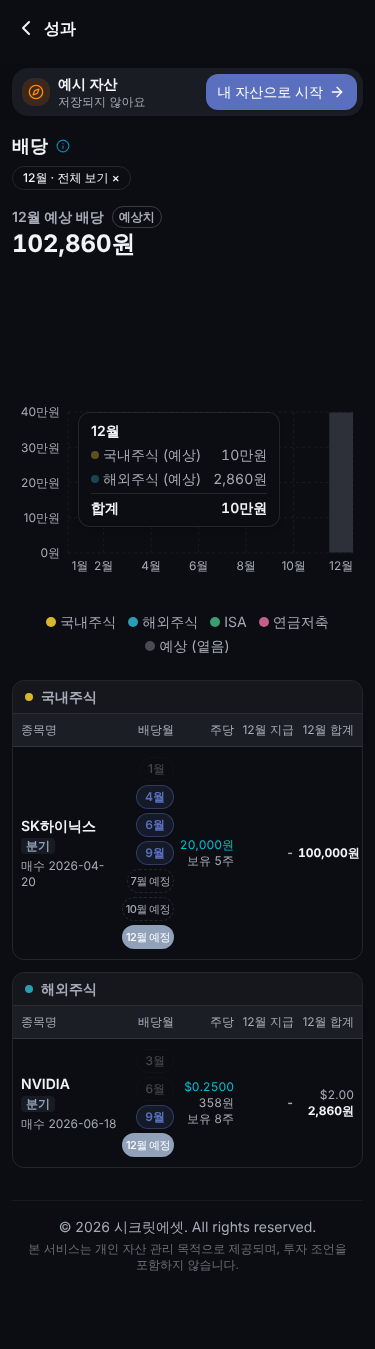 성과
예시 자산
저장되지 않아요
내 자산으로 시작 →
배당
12월 · 전체 보기 ×
12월 예상 배당 예상치
102,860원
40만원
30만원
20만원
10만원
0원
12월
국내주식 (예상) 10만원
해외주식 (예상) 2,860원
합계 10만원
1월 2월 4월 6월 8월 10월 12월
국내주식 해외주식 ISA 연금저축
예상 (옅음)
국내주식
종목명 배당월 주당 12월 지급 12월 합계
SK하이닉스
분기
매수 2026-04-
20
1월
4월
6월
9월
7월 예정
10월 예정
12월 예정
20,000원
보유 5주
-
100,000원
해외주식
종목명 배당월 주당 12월 지급 12월 합계
NVIDIA
분기
매수 2026-06-18
3월
6월
9월
12월 예정
$0.2500
358원
보유 8주
-
$2.00
2,860원
© 2026 시크릿에셋. All rights reserved.
본 서비스는 개인 자산 관리 목적으로 제공되며, 투자 조언을
포함하지 않습니다.